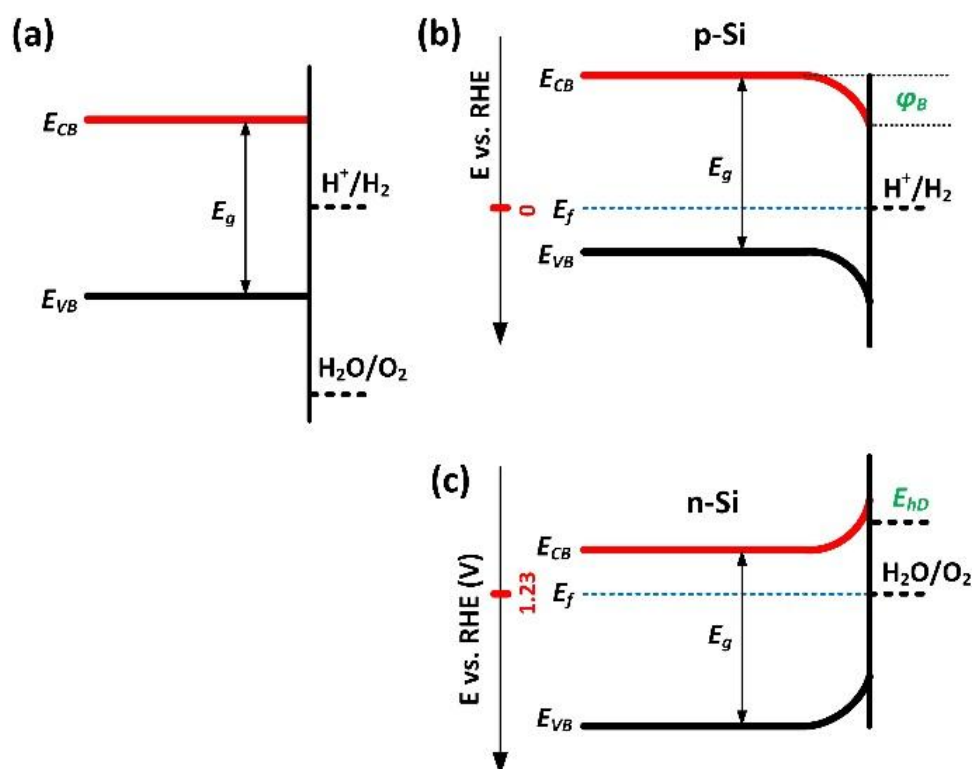 (a)
E_CB
H⁺/H₂
E_g
E_VB
H₂O/O₂
(b)
p-Si
E vs. RHE
0
E_CB
φ_B
E_g
H⁺/H₂
E_f
E_VB
(c)
n-Si
E vs. RHE (V)
1.23
E_hD
E_CB
H₂O/O₂
E_f
E_g
E_VB